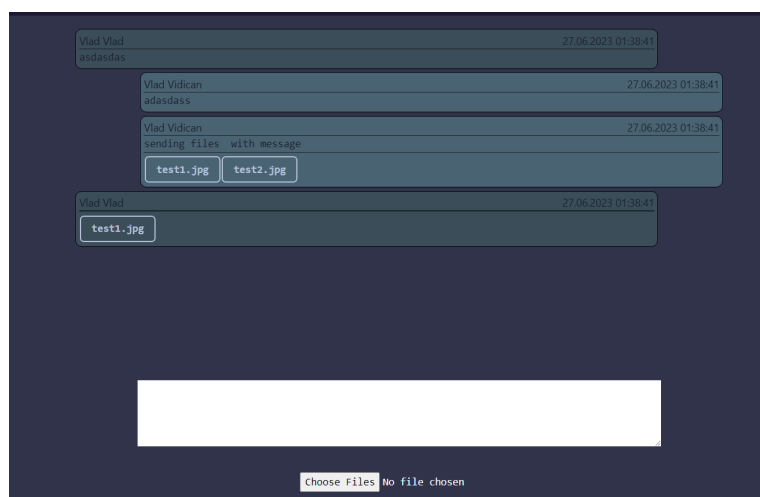 Vlad Vlad 27.06.2023 01:38:41
asdasdas
Vlad Vidican 27.06.2023 01:38:41
adasdass
Vlad Vidican 27.06.2023 01:38:41
sending files  with message
test1.jpg test2.jpg
Vlad Vlad 27.06.2023 01:38:41
test1.jpg
Choose Files No file chosen